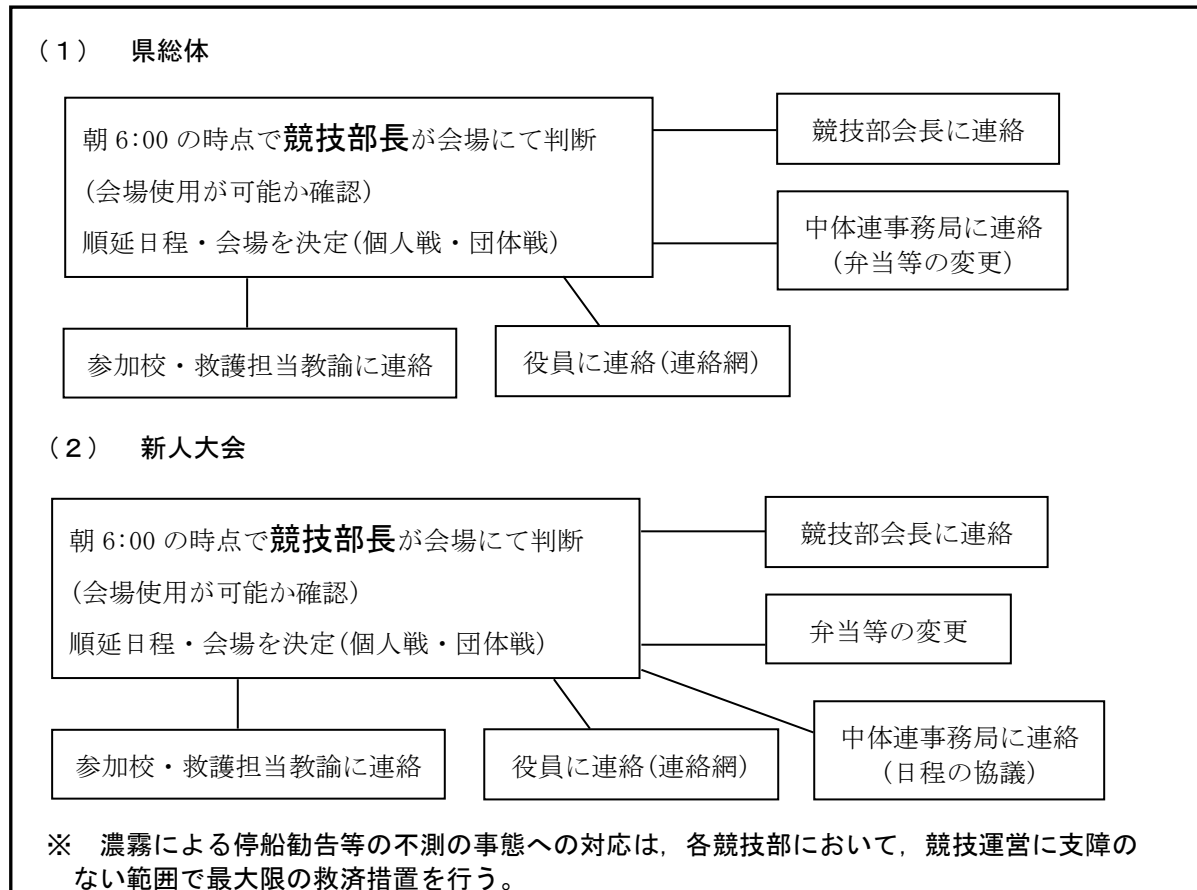 (1) 県総体
朝 6:00 の時点で競技部長が会場にて判断
(会場使用が可能か確認)
順延日程・会場を決定(個人戦・団体戦)
競技部会長に連絡
中体連事務局に連絡
(弁当等の変更)
参加校・救護担当教諭に連絡
役員に連絡(連絡網)
(2) 新人大会
朝 6:00 の時点で競技部長が会場にて判断
(会場使用が可能か確認)
順延日程・会場を決定(個人戦・団体戦)
競技部会長に連絡
弁当等の変更
中体連事務局に連絡
(日程の協議)
参加校・救護担当教諭に連絡
役員に連絡(連絡網)
※ 濃霧による停船勧告等の不測の事態への対応は，各競技部において，競技運営に支障の
ない範囲で最大限の救済措置を行う。